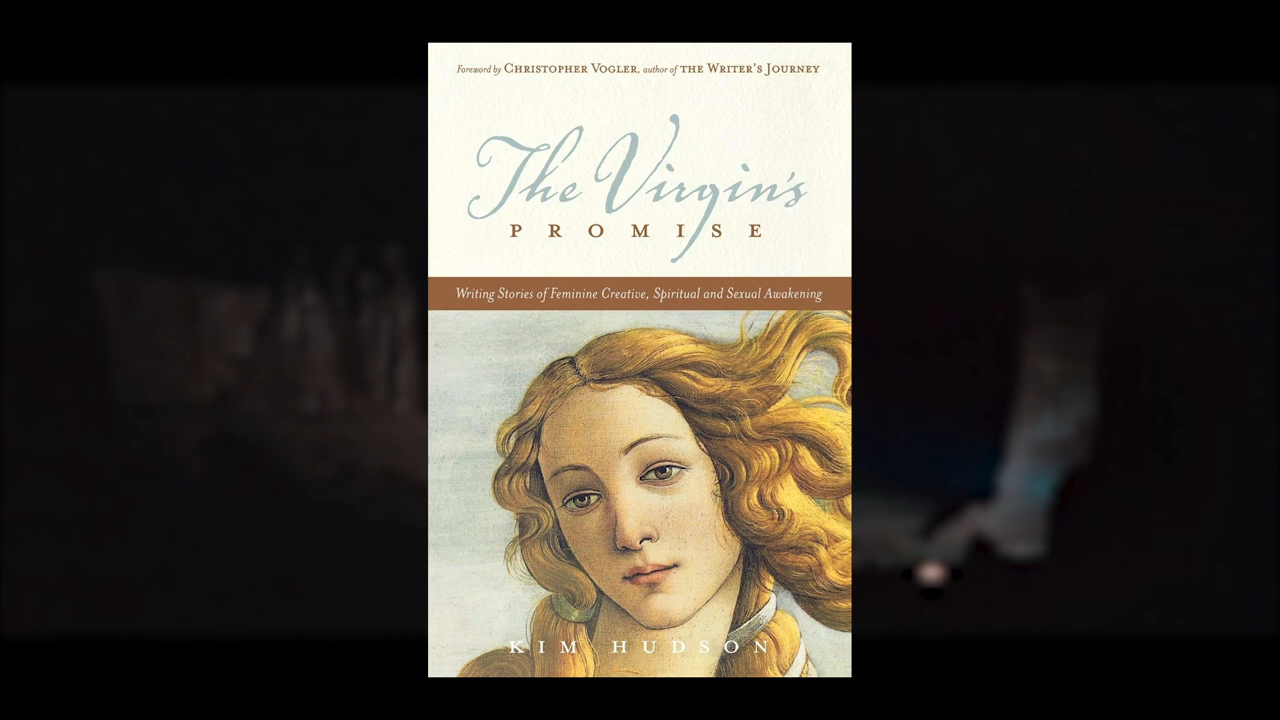 Foreword by CHRISTOPHER VOGLER, author of THE WRITER'S JOURNEY
The Virgin's
PROMISE
Writing Stories of Feminine Creative, Spiritual and Sexual Awakening
KIM HUDSON